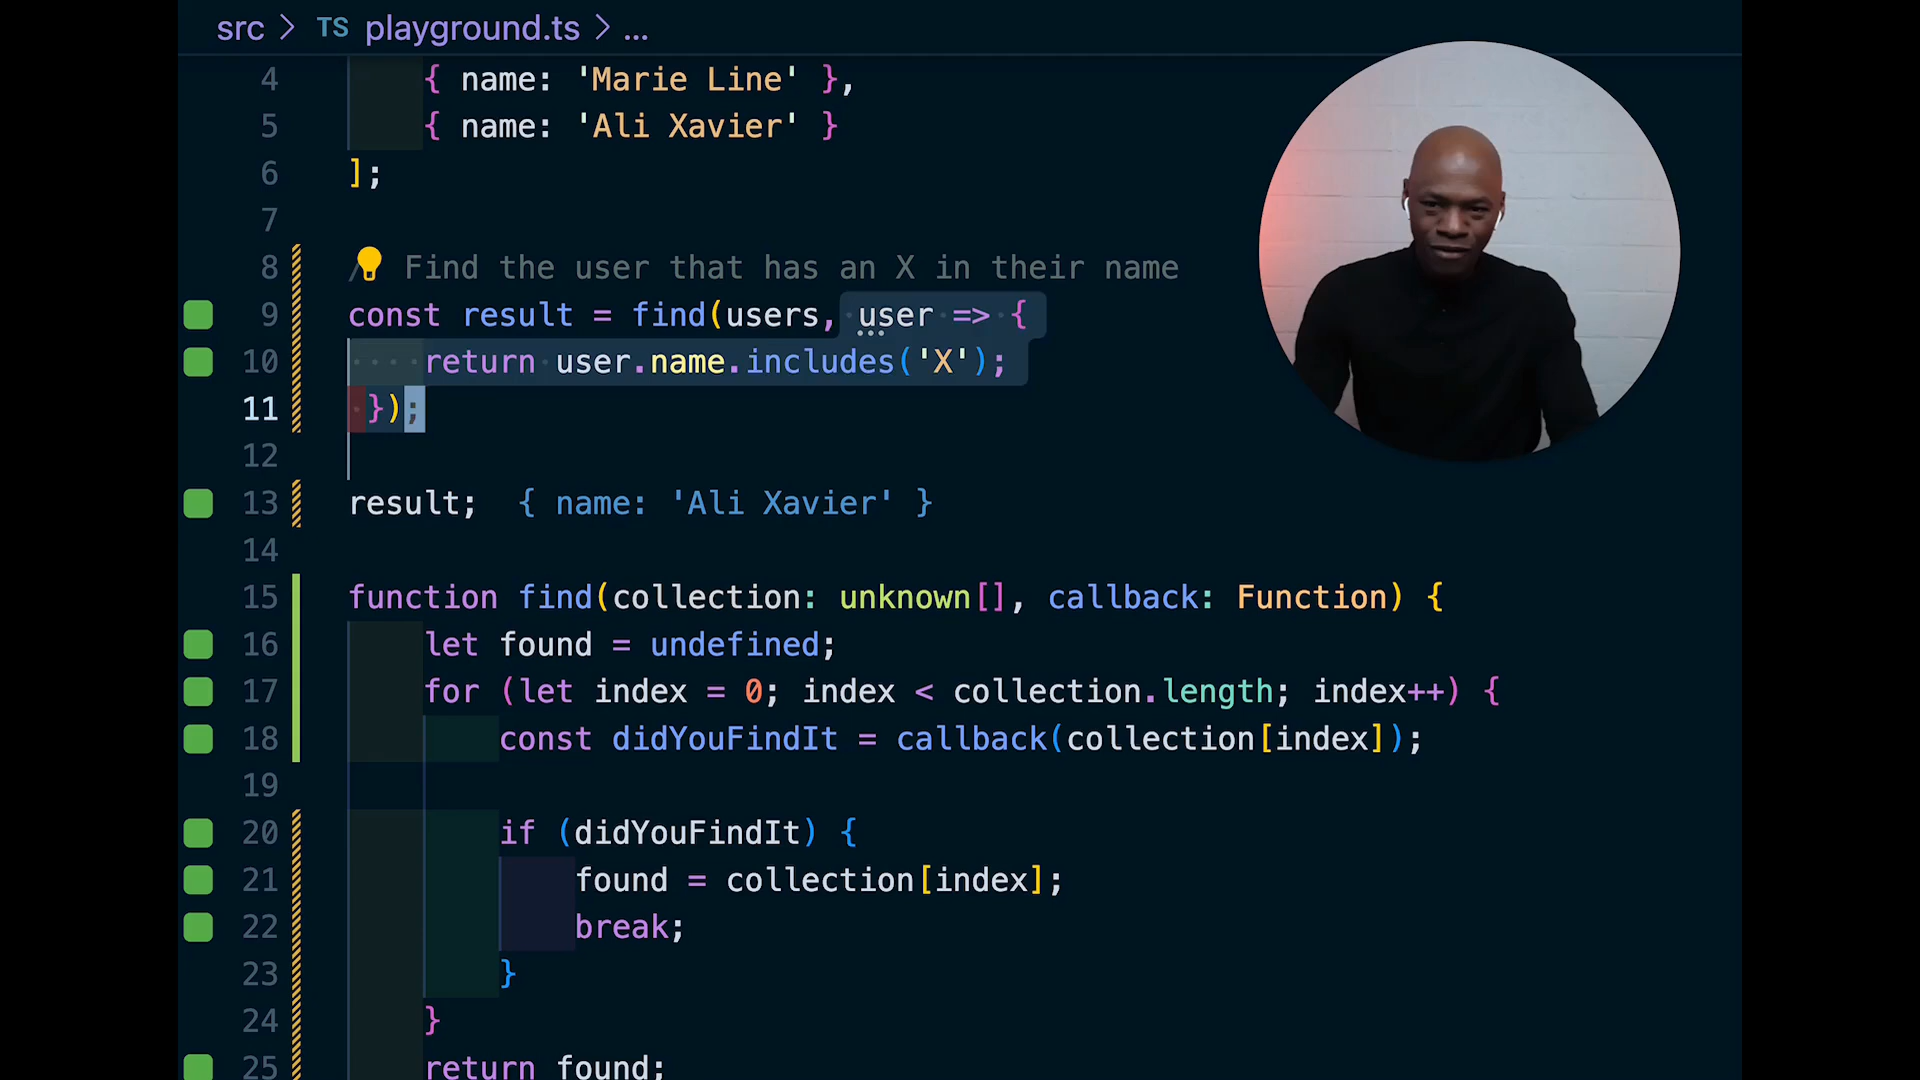 src > TS playground.ts > ...
4 { name: 'Marie Line' },
5 { name: 'Ali Xavier' }
6 ];
7
8 / Find the user that has an X in their name
9 const result = find(users, user => {
10 return user.name.includes('X');
11 });
12
13 result; { name: 'Ali Xavier' }
14
15 function find(collection: unknown[], callback: Function) {
16 let found = undefined;
17 for (let index = 0; index < collection.length; index++) {
18 const didYouFindIt = callback(collection[index]);
19
20 if (didYouFindIt) {
21 found = collection[index];
22 break;
23 }
24 }
25 return found;